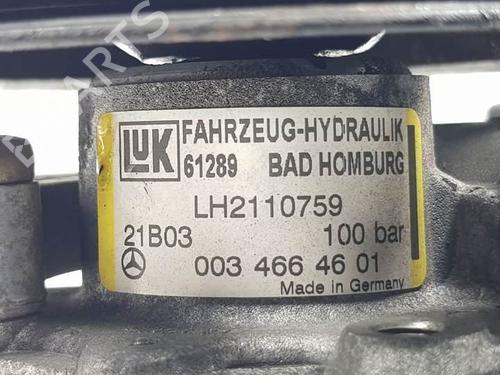 LuK FAHRZEUG-HYDRAULIK
61289 BAD HOMBURG
LH2110759
21B03 100 bar
003 466 46 01
Made in Germany